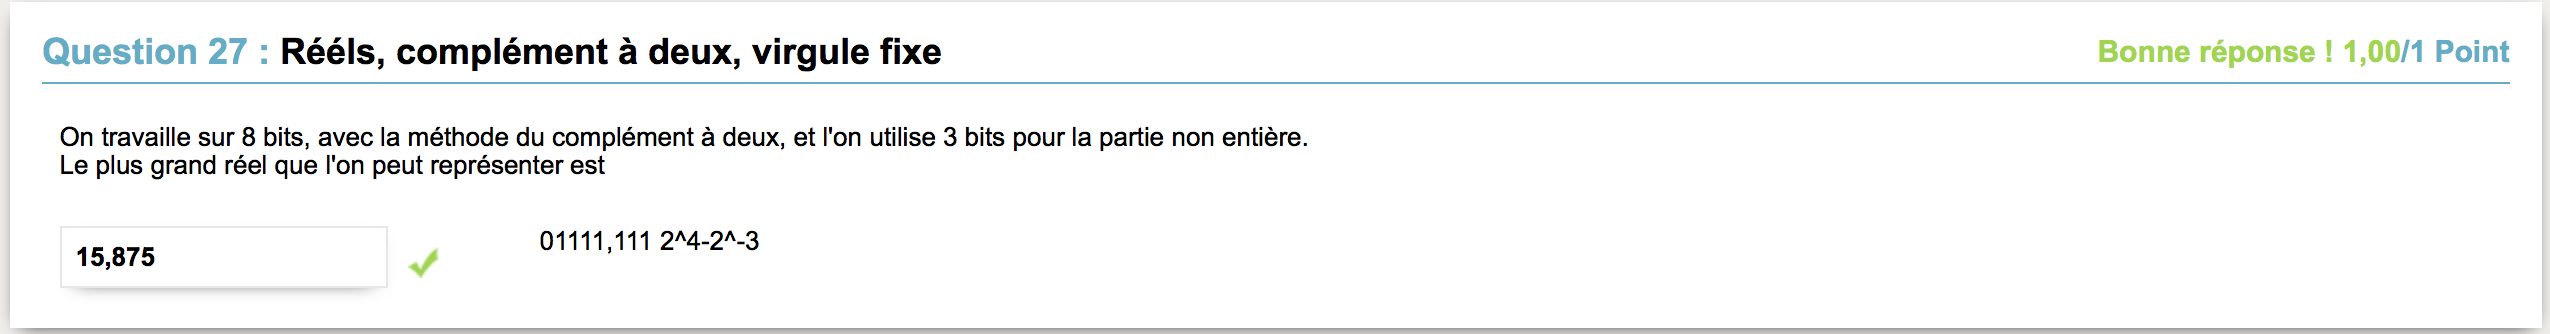 Question 27 : Réels, complément à deux, virgule fixe
Bonne réponse ! 1,00/1 Point
On travaille sur 8 bits, avec la méthode du complément à deux, et l'on utilise 3 bits pour la partie non entière.
Le plus grand réel que l'on peut représenter est
15,875
01111,111 2^4-2^-3